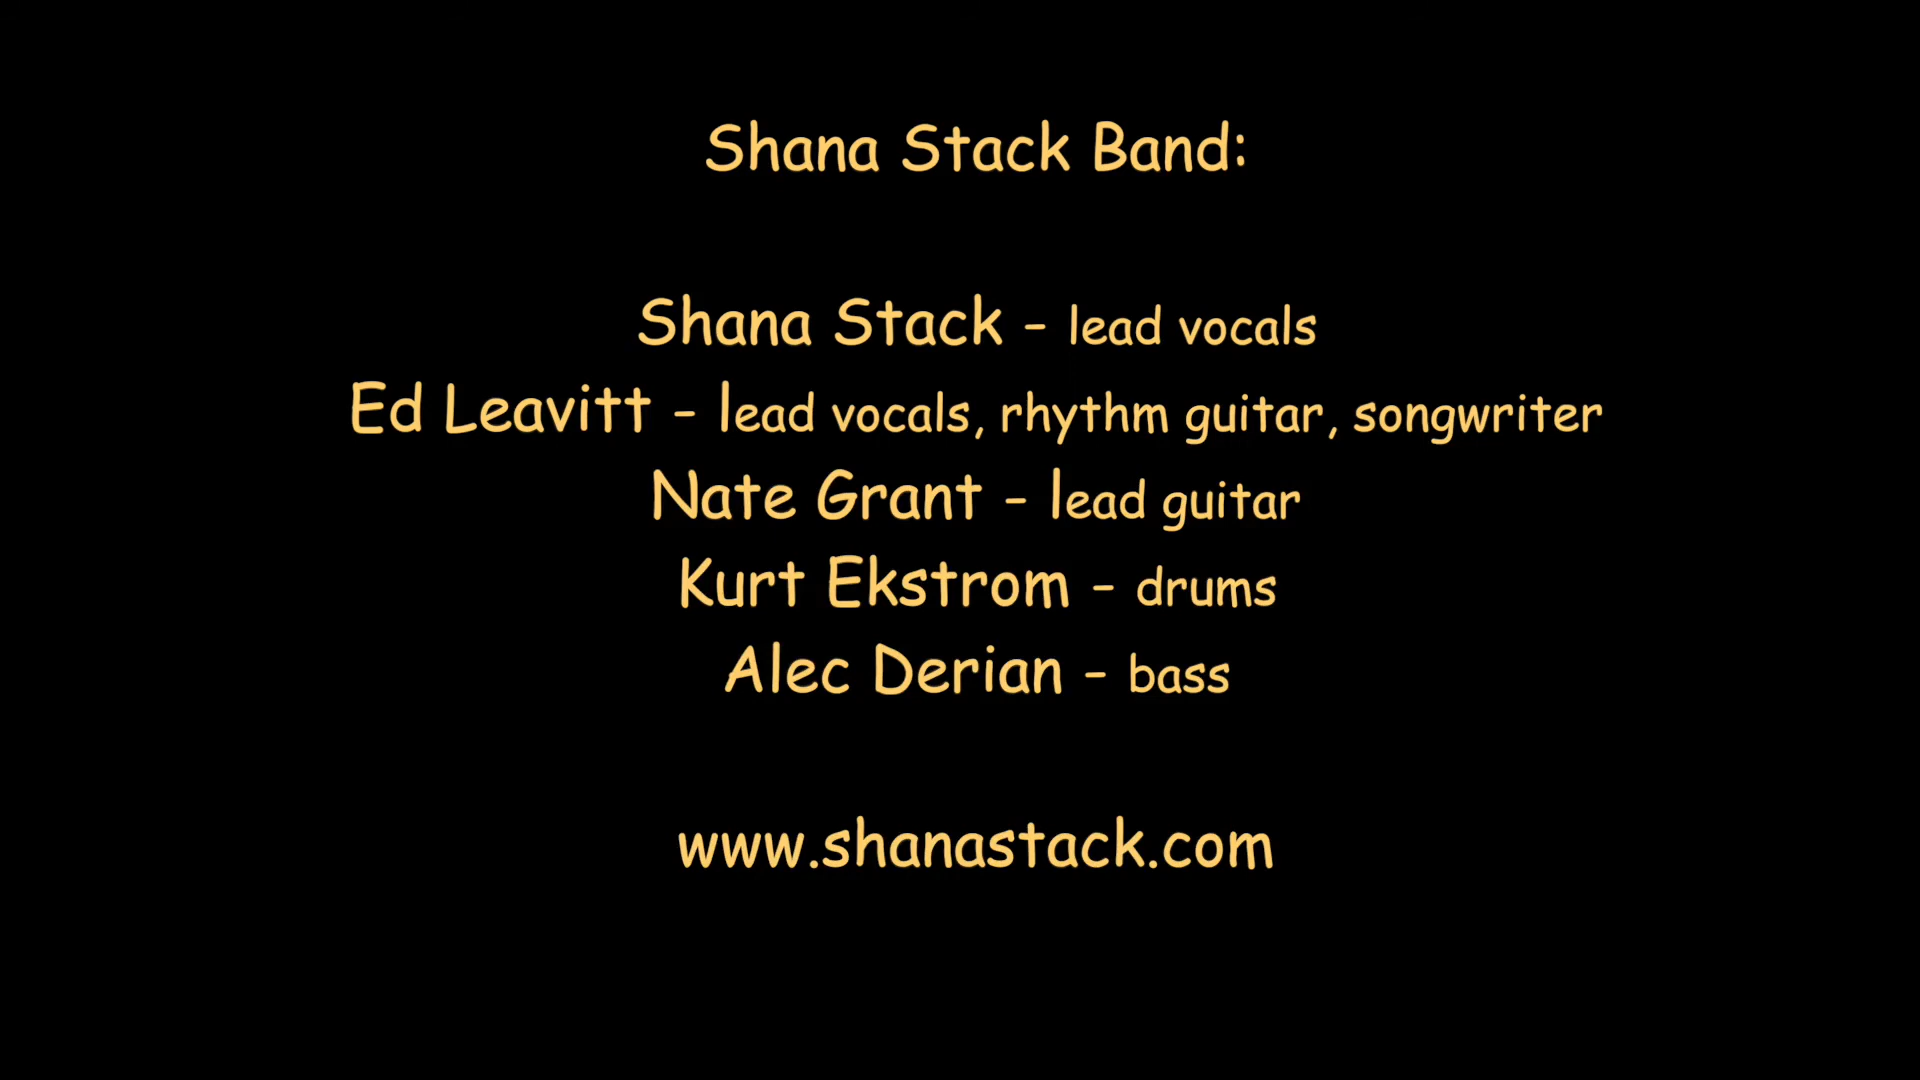 Shana Stack Band:
Shana Stack - lead vocals
Ed Leavitt - lead vocals, rhythm guitar, songwriter
Nate Grant - lead guitar
Kurt Ekstrom - drums
Alec Derian - bass
www.shanastack.com